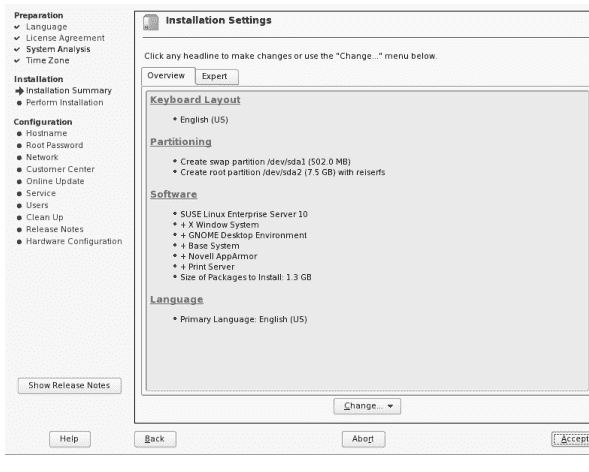 Preparation
Language
License Agreement
System Analysis
Time Zone
Installation
Installation Summary
Perform Installation
Configuration
Hostname
Root Password
Network
Customer Center
Online Update
Service
Users
Clean Up
Release Notes
Hardware Configuration
Show Release Notes
Help
Installation Settings
Click any headline to make changes or use the "Change..." menu below.
Overview Expert
Keyboard Layout
English (US)
Partitioning
Create swap partition /dev/sda1 (502.0 MB)
Create root partition /dev/sda2 (7.5 GB) with reiserfs
Software
SUSE Linux Enterprise Server 10
+ X Window System
+ GNOME Desktop Environment
+ Base System
+ Novell AppArmor
+ Print Server
Size of Packages to Install: 1.3 GB
Language
Primary Language: English (US)
Change...
Back Abort Accept